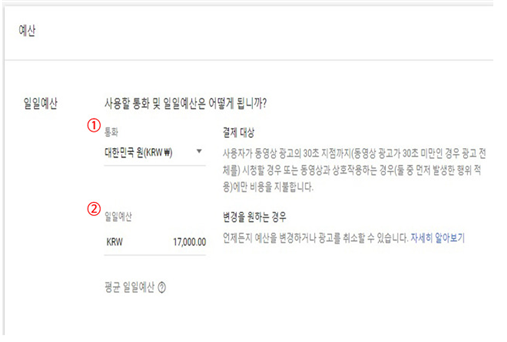 예산
일일예산
사용할 통화 및 일일예산은 어떻게 됩니까?
①
통화
대한민국 원(KRW ₩)
결제 대상
사용자가 동영상 광고의 30초 지점까지(동영상 광고가 30초 미만인 경우 광고 전
체를) 시청할 경우 또는 동영상과 상호작용하는 경우(둘 중 먼저 발생한 행위 적
용)에만 비용을 지불합니다.
②
일일예산
KRW 17,000.00
변경을 원하는 경우
언제든지 예산을 변경하거나 광고를 취소할 수 있습니다. 자세히 알아보기
평균 일일예산 ?